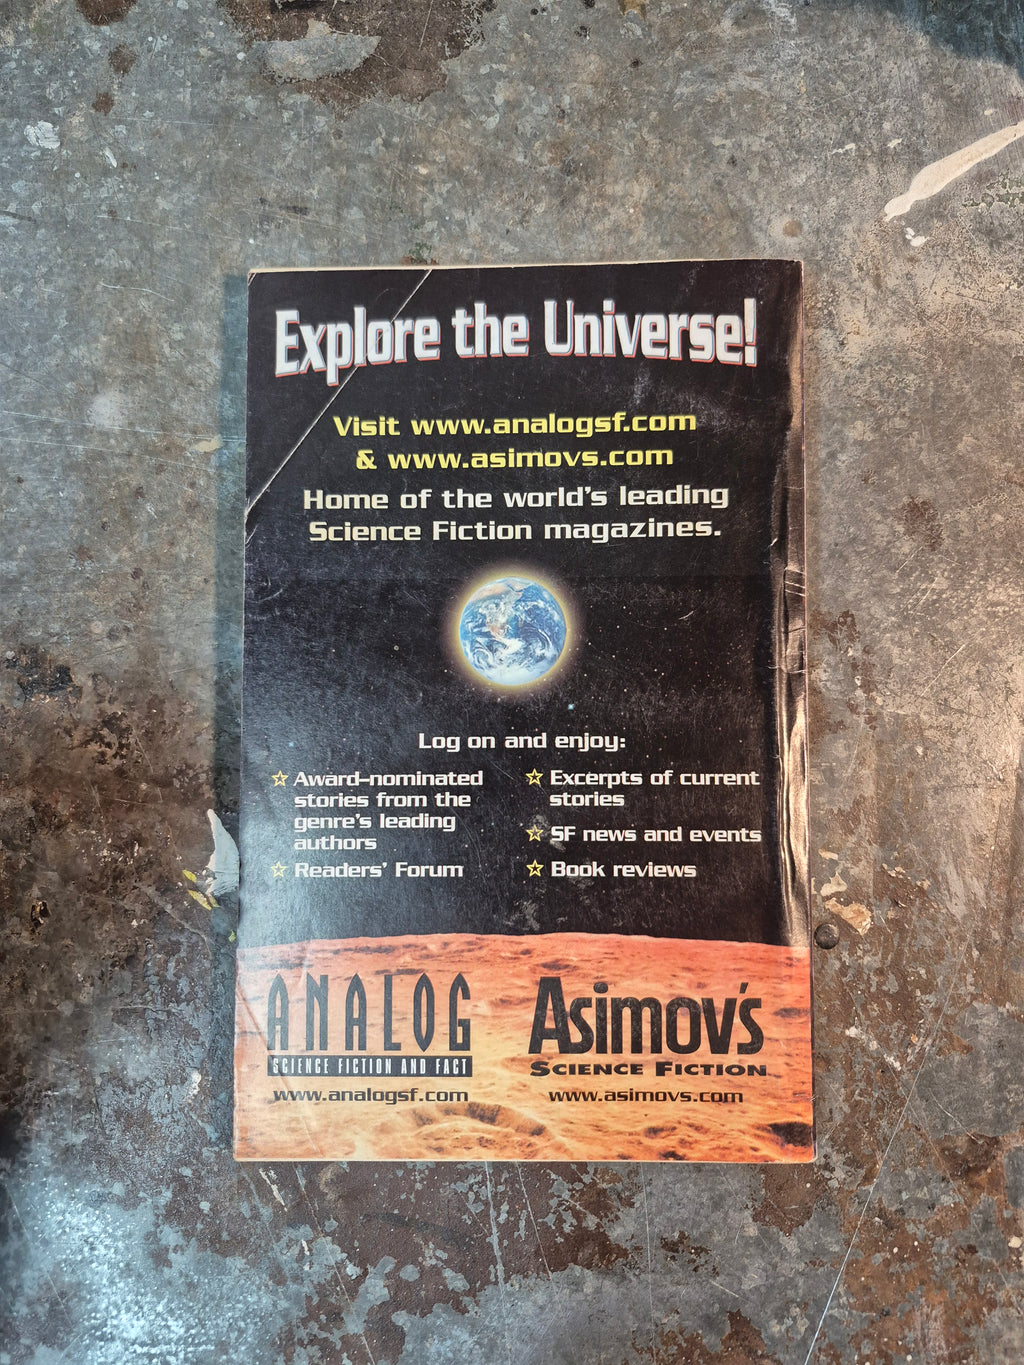 Explore the Universe!
Visit www.analogsf.com
& www.asimovs.com
Home of the world's leading
Science Fiction magazines.
Log on and enjoy:
☆ Award-nominated
stories from the
genre's leading
authors
☆ Readers' Forum
☆ Excerpts of current
stories
☆ SF news and events
☆ Book reviews
ANALOG
SCIENCE FICTION AND FACT
www.analogsf.com
Asimov's
SCIENCE FICTION
www.asimovs.com